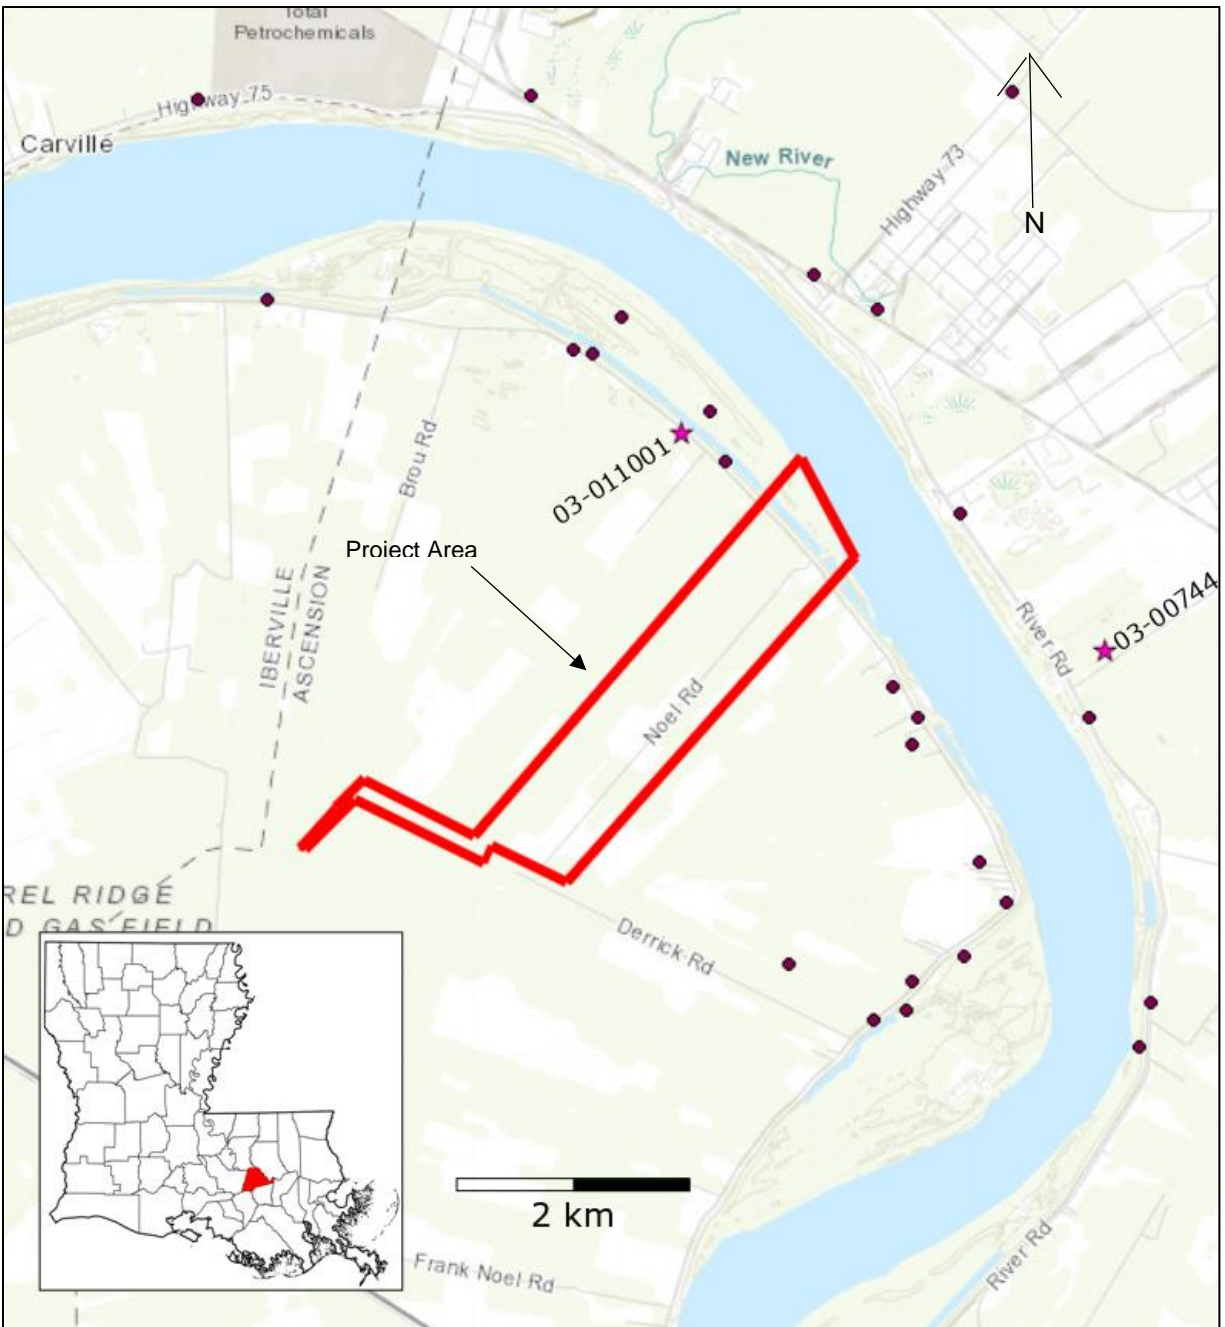 Total
Petrochemicals
Highway 75
Carville
New River
Highway 73
N
Brou Rd
03-011001
Project Area
IBERVILLE
ASCENSION
River Rd
03-00744
Noel Rd
REL RIDGE
D GAS FIELD
Derrick Rd
2 km
Frank Noel Rd
River Rd